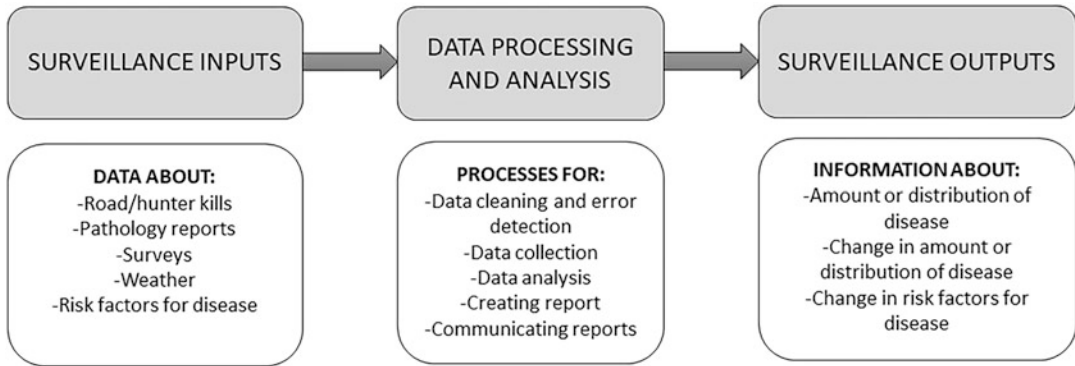 SURVEILLANCE INPUTS
DATA PROCESSING
AND ANALYSIS
SURVEILLANCE OUTPUTS
DATA ABOUT:
-Road/hunter kills
-Pathology reports
-Surveys
-Weather
-Risk factors for disease
PROCESSES FOR:
-Data cleaning and error
detection
-Data collection
-Data analysis
-Creating report
-Communicating reports
INFORMATION ABOUT:
-Amount or distribution of
disease
-Change in amount or
distribution of disease
-Change in risk factors for
disease